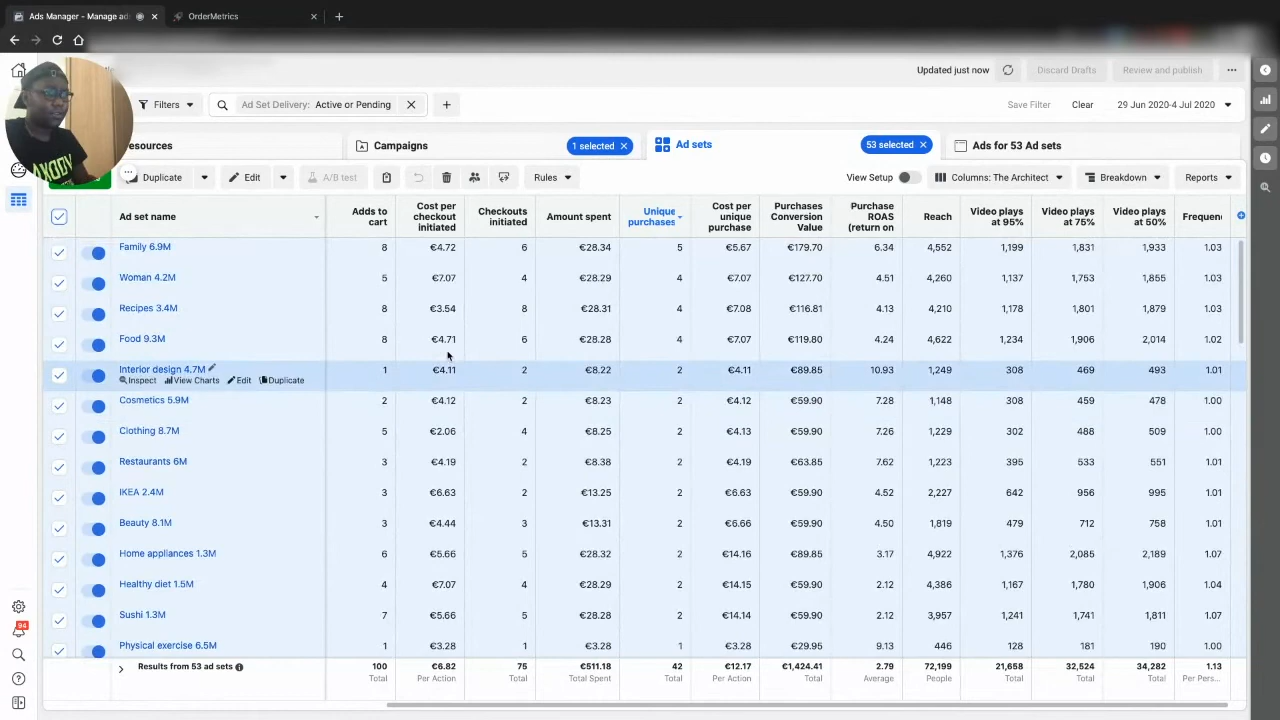 Ads Manager - Manage ad
OrderMetrics
Updated just now
Discard Drafts
Review and publish
Filters
Ad Set Delivery: Active or Pending
Save Filter
Clear
29 Jun 2020-4 Jul 2020
esources
Campaigns
1 selected
Ad sets
53 selected
Ads for 53 Ad sets
Duplicate
Edit
A/B test
Rules
View Setup
Columns: The Architect
Breakdown
Reports
Ad set name
Adds to cart
Cost per checkout initiated
Checkouts initiated
Amount spent
Unique purchases
Cost per unique purchase
Purchases Conversion Value
Purchase ROAS (return on
Reach
Video plays at 95%
Video plays at 75%
Video plays at 50%
Frequen
Family 6.9M 8 €4.72 6 €28.34 5 €5.67 €179.70 6.34 4,552 1,199 1,831 1,933 1.03
Woman 4.2M 5 €7.07 4 €28.29 4 €7.07 €127.70 4.51 4,260 1,137 1,753 1,855 1.03
Recipes 3.4M 8 €3.54 8 €28.31 4 €7.08 €116.81 4.13 4,210 1,178 1,801 1,879 1.03
Food 9.3M 8 €4.71 6 €28.28 4 €7.07 €119.80 4.24 4,622 1,234 1,906 2,014 1.02
Interior design 4.7M 1 €4.11 2 €8.22 2 €4.11 €89.85 10.93 1,249 308 469 493 1.01
Inspect View Charts Edit Duplicate
Cosmetics 5.9M 2 €4.12 2 €8.23 2 €4.12 €59.90 7.28 1,148 308 459 478 1.00
Clothing 8.7M 5 €2.06 4 €8.25 2 €4.13 €59.90 7.26 1,229 302 488 509 1.00
Restaurants 6M 3 €4.19 2 €8.38 2 €4.19 €63.85 7.62 1,223 395 533 551 1.01
IKEA 2.4M 3 €6.63 2 €13.25 2 €6.63 €59.90 4.52 2,227 642 956 995 1.01
Beauty 8.1M 3 €4.44 3 €13.31 2 €6.66 €59.90 4.50 1,819 479 712 758 1.01
Home appliances 1.3M 6 €5.66 5 €28.32 2 €14.16 €89.85 3.17 4,922 1,376 2,085 2,189 1.07
Healthy diet 1.5M 4 €7.07 4 €28.29 2 €14.15 €59.90 2.12 4,386 1,167 1,780 1,906 1.04
Sushi 1.3M 7 €5.66 5 €28.28 2 €14.14 €59.90 2.12 3,957 1,241 1,741 1,811 1.07
Physical exercise 6.5M 1 €3.28 1 €3.28 1 €3.28 €29.95 9.13 446 128 181 190 1.00
Results from 53 ad sets 100 €6.82 75 €511.18 42 €12.17 €1,424.41 2.79 72,199 21,658 32,524 34,282 1.13
Total Per Action Total Total Spent Total Per Action Total Average People Total Total Total Per Pers...
94